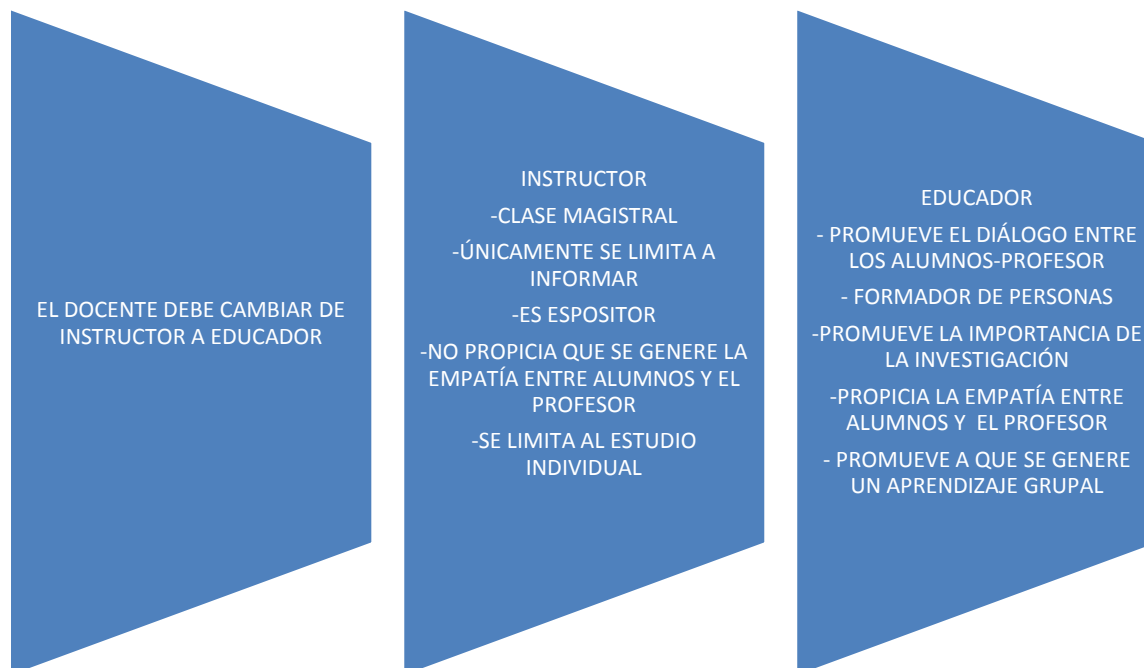 EL DOCENTE DEBE CAMBIAR DE
INSTRUCTOR A EDUCADOR
INSTRUCTOR
-CLASE MAGISTRAL
-ÚNICAMENTE SE LIMITA A
INFORMAR
-ES ESPOSITOR
-NO PROPICIA QUE SE GENERE LA
EMPATÍA ENTRE ALUMNOS Y EL
PROFESOR
-SE LIMITA AL ESTUDIO
INDIVIDUAL
EDUCADOR
- PROMUEVE EL DIÁLOGO ENTRE
LOS ALUMNOS-PROFESOR
- FORMADOR DE PERSONAS
-PROMUEVE LA IMPORTANCIA DE
LA INVESTIGACIÓN
-PROPICIA LA EMPATÍA ENTRE
ALUMNOS Y EL PROFESOR
- PROMUEVE A QUE SE GENERE
UN APRENDIZAJE GRUPAL